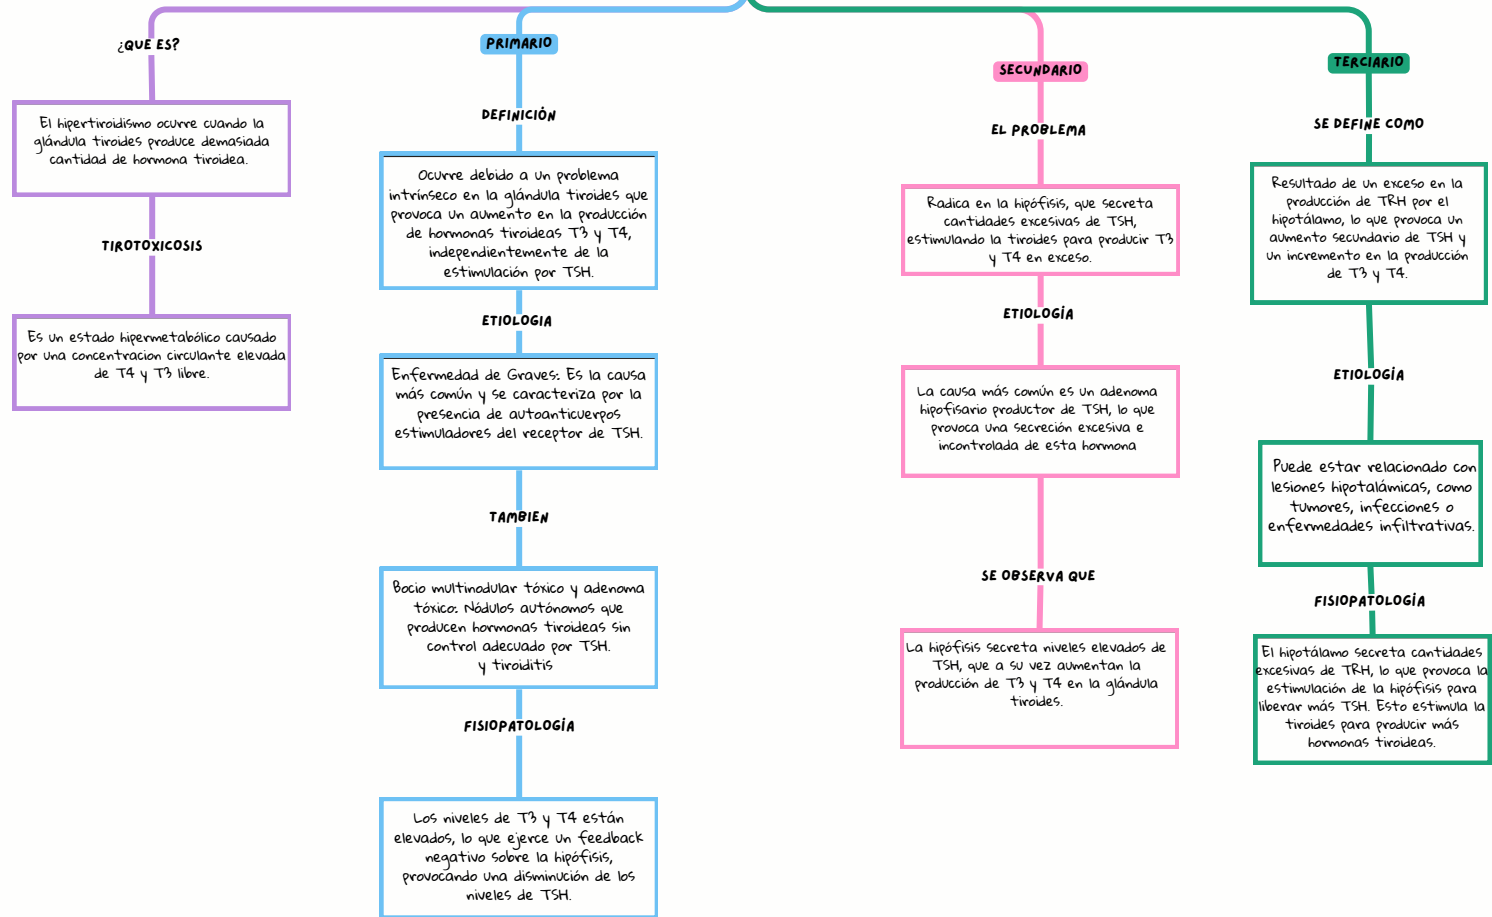 ¿QUE ES?
El hipertiroidismo ocurre cuando la
glándula tiroides produce demasiada
cantidad de hormona tiroidea.
TIROTOXICOSIS
Es un estado hipermetabólico causado
por una concentracion circulante elevada
de T4 y T3 libre.
PRIMARIO
DEFINICIÓN
Ocurre debido a un problema
intrínseco en la glándula tiroides que
provoca un aumento en la producción
de hormonas tiroideas T3 y T4,
independientemente de la
estimulación por TSH.
ETIOLOGIA
Enfermedad de Graves: Es la causa
más común y se caracteriza por la
presencia de autoanticuerpos
estimuladores del receptor de TSH.
TAMBIEN
Bocio multinodular tóxico y adenoma
tóxico: Nódulos autónomos que
producen hormonas tiroideas sin
control adecuado por TSH.
y tiroiditis
FISIOPATOLOGÍA
Los niveles de T3 y T4 están
elevados, lo que ejerce un feedback
negativo sobre la hipófisis,
provocando una disminución de los
niveles de TSH.
SECUNDARIO
EL PROBLEMA
Radica en la hipófisis, que secreta
cantidades excesivas de TSH,
estimulando la tiroides para producir T3
y T4 en exceso.
ETIOLOGÍA
La causa más común es un adenoma
hipofisario productor de TSH, lo que
provoca una secreción excesiva e
incontrolada de esta hormona
SE OBSERVA QUE
La hipófisis secreta niveles elevados de
TSH, que a su vez aumentan la
producción de T3 y T4 en la glándula
tiroides.
TERCIARIO
SE DEFINE COMO
Resultado de un exceso en la
producción de TRH por el
hipotálamo, lo que provoca un
aumento secundario de TSH y
un incremento en la producción
de T3 y T4.
ETIOLOGÍA
Puede estar relacionado con
lesiones hipotalámicas, como
tumores, infecciones o
enfermedades infiltrativas.
FISIOPATOLOGÍA
El hipotálamo secreta cantidades
excesivas de TRH, lo que provoca la
estimulación de la hipófisis para
liberar más TSH. Esto estimula la
tiroides para producir más
hormonas tiroideas.